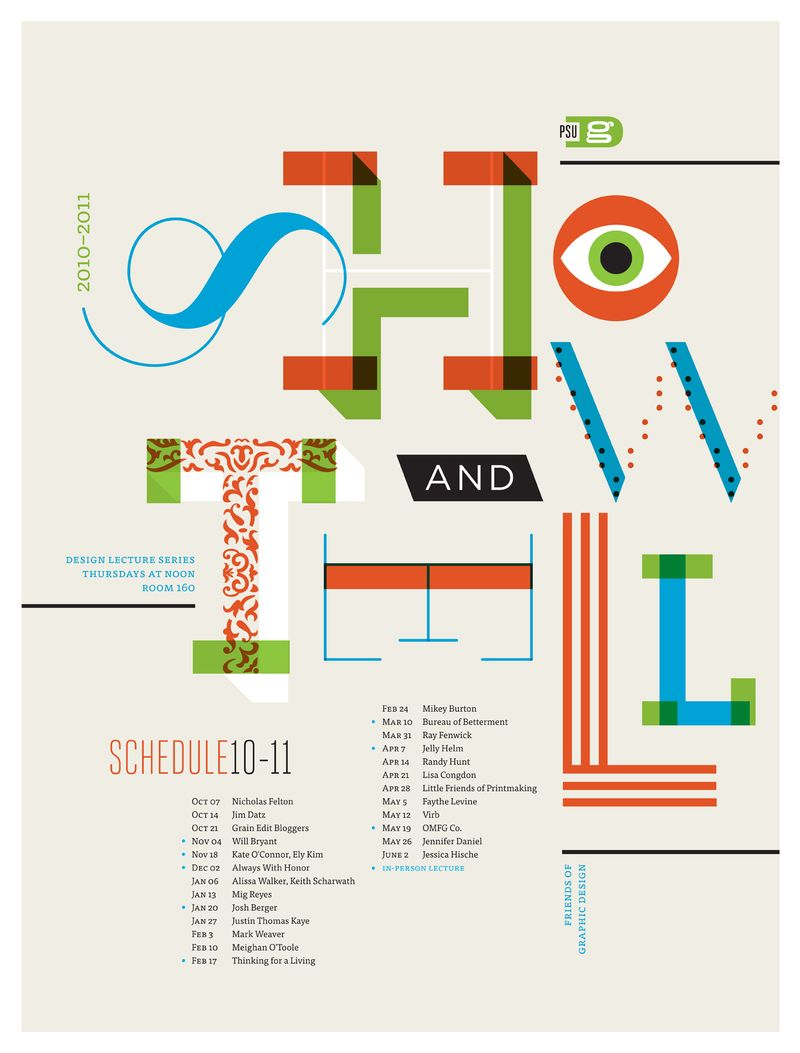 PSU g
2010–2011
SHOW
AND
TELL
DESIGN LECTURE SERIES
THURSDAYS AT NOON
ROOM 160
SCHEDULE10-11
OCT 07 Nicholas Felton
OCT 14 Jim Datz
OCT 21 Grain Edit Bloggers
• NOV 04 Will Bryant
• NOV 18 Kate O'Connor, Ely Kim
• DEC 02 Always With Honor
JAN 06 Alissa Walker, Keith Scharwath
JAN 13 Mig Reyes
• JAN 20 Josh Berger
JAN 27 Justin Thomas Kaye
FEB 3 Mark Weaver
FEB 10 Meighan O'Toole
• FEB 17 Thinking for a Living
FEB 24 Mikey Burton
• MAR 10 Bureau of Betterment
MAR 31 Ray Fenwick
• APR 7 Jelly Helm
APR 14 Randy Hunt
APR 21 Lisa Congdon
APR 28 Little Friends of Printmaking
MAY 5 Faythe Levine
MAY 12 Virb
• MAY 19 OMFG Co.
MAY 26 Jennifer Daniel
JUNE 2 Jessica Hische
• IN-PERSON LECTURE
FRIENDS OF
GRAPHIC DESIGN